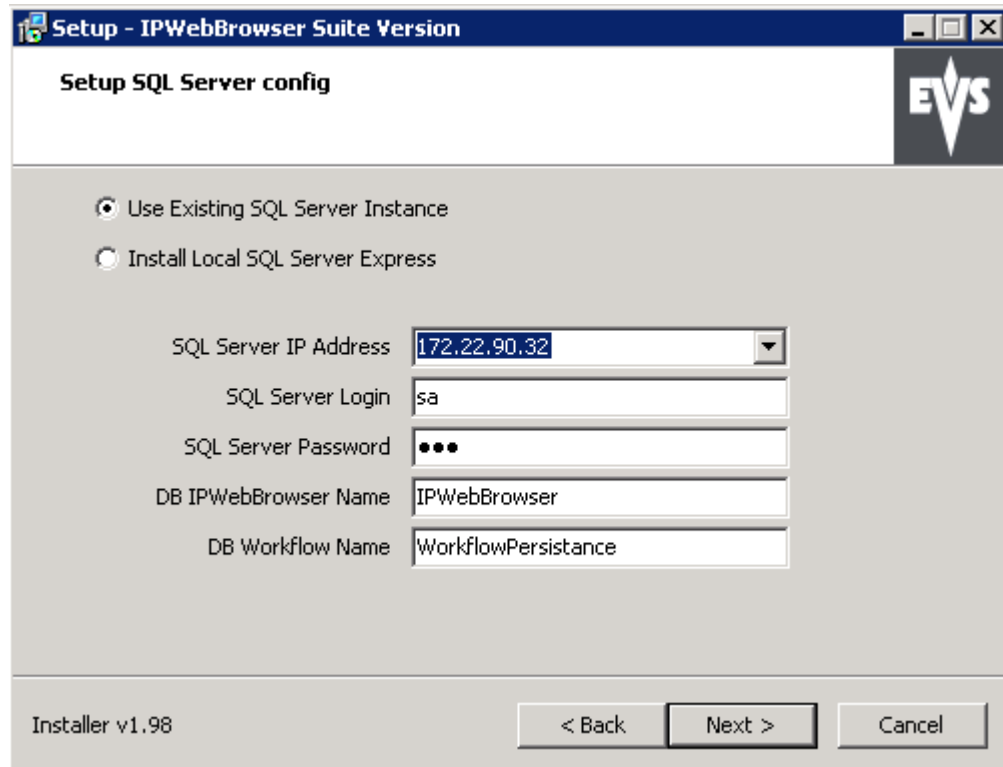 Setup - IPWebBrowser Suite Version
Setup SQL Server config
EVS
Use Existing SQL Server Instance
Install Local SQL Server Express
SQL Server IP Address 172.22.90.32
SQL Server Login sa
SQL Server Password ●●●
DB IPWebBrowser Name IPWebBrowser
DB Workflow Name WorkflowPersistance
Installer v1.98 < Back Next > Cancel